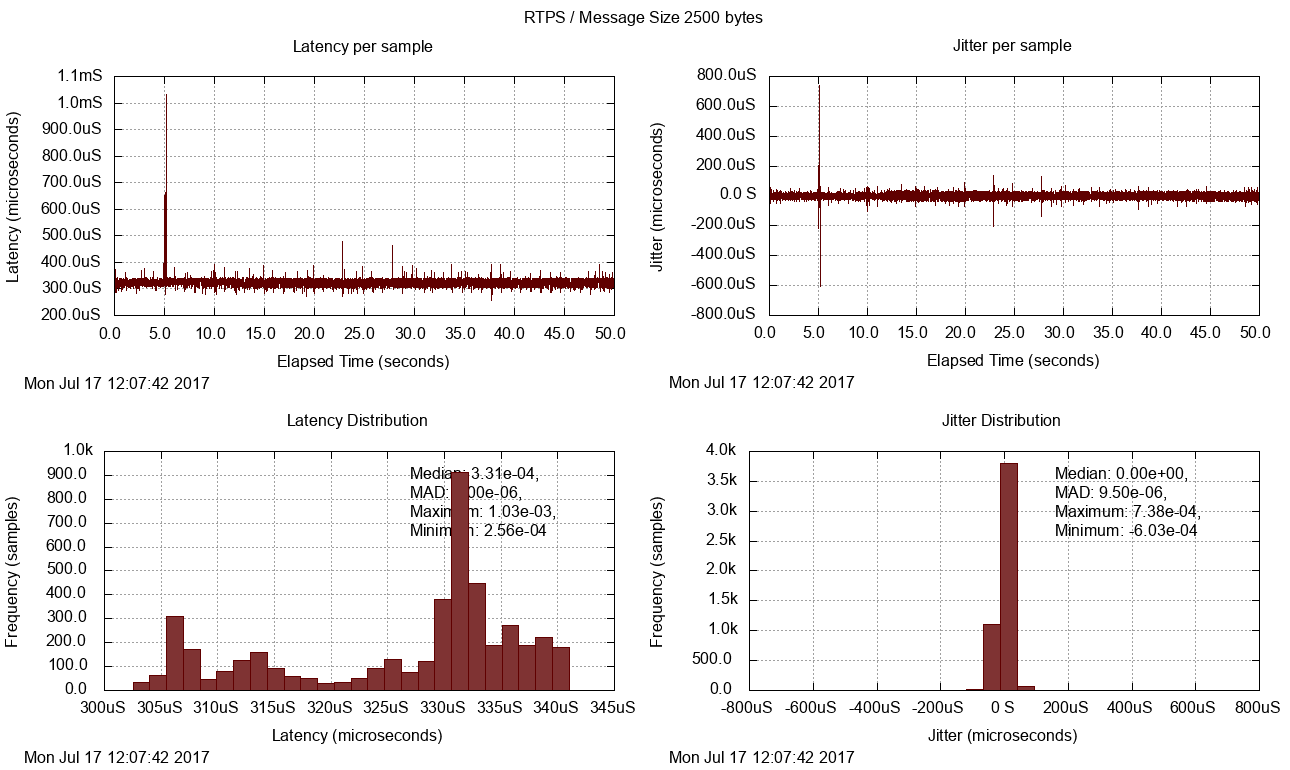 RTPS / Message Size 2500 bytes
Latency per sample
1.1mS
1.0mS
900.0uS
800.0uS
700.0uS
600.0uS
500.0uS
400.0uS
300.0uS
200.0uS
Latency (microseconds)
0.0 5.0 10.0 15.0 20.0 25.0 30.0 35.0 40.0 45.0 50.0
Elapsed Time (seconds)
Mon Jul 17 12:07:42 2017
Jitter per sample
800.0uS
600.0uS
400.0uS
200.0uS
0.0 S
-200.0uS
-400.0uS
-600.0uS
-800.0uS
Jitter (microseconds)
0.0 5.0 10.0 15.0 20.0 25.0 30.0 35.0 40.0 45.0 50.0
Elapsed Time (seconds)
Mon Jul 17 12:07:42 2017
Latency Distribution
1.0k
900.0
800.0
700.0
600.0
500.0
400.0
300.0
200.0
100.0
0.0
Frequency (samples)
Median: 3.31e-04,
MAD: 00e-06,
Maximum: 1.03e-03,
Minimum: 2.56e-04
300uS 305uS 310uS 315uS 320uS 325uS 330uS 335uS 340uS 345uS
Latency (microseconds)
Mon Jul 17 12:07:42 2017
Jitter Distribution
4.0k
3.5k
3.0k
2.5k
2.0k
1.5k
1.0k
500.0
0.0
Frequency (samples)
Median: 0.00e+00,
MAD: 9.50e-06,
Maximum: 7.38e-04,
Minimum: -6.03e-04
-800uS -600uS -400uS -200uS 0 S 200uS 400uS 600uS 800uS
Jitter (microseconds)
Mon Jul 17 12:07:42 2017